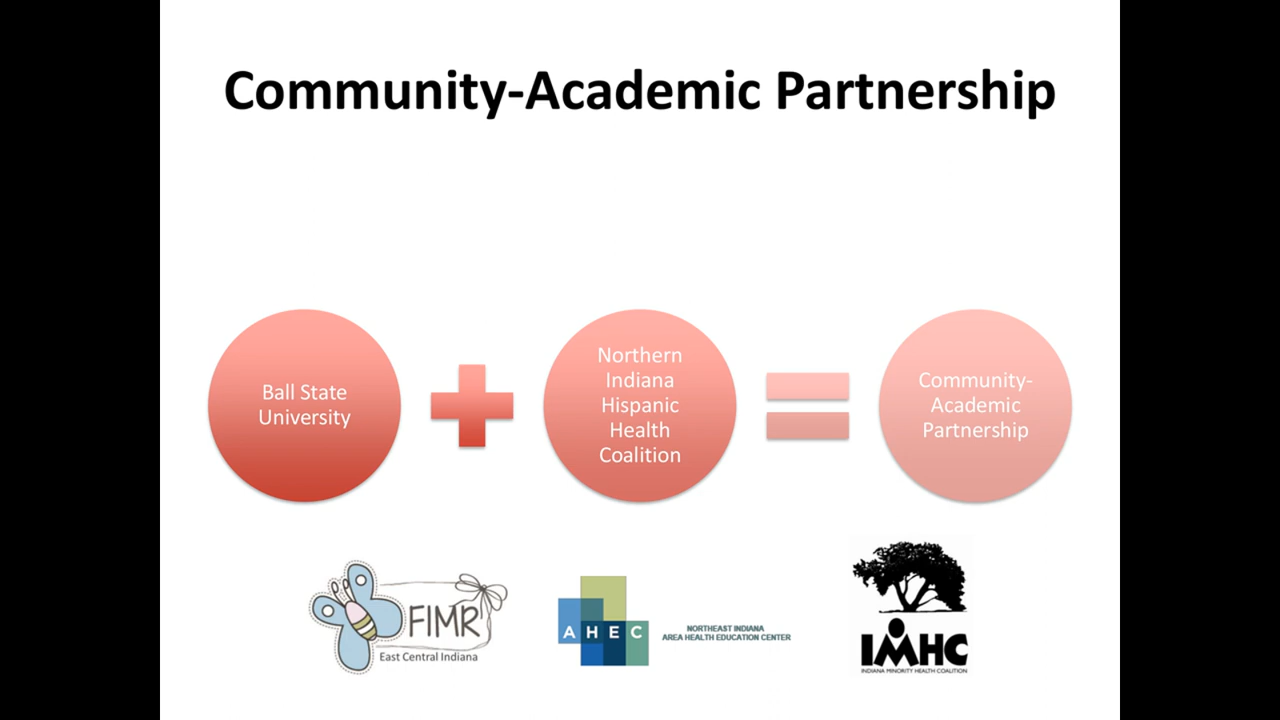 Community-Academic Partnership
Ball State
University
Northern
Indiana
Hispanic
Health
Coalition
Community-
Academic
Partnership
FIMR
East Central Indiana
AHEC
NORTHEAST INDIANA
AREA HEALTH EDUCATION CENTER
IMHC
INDIANA MINORITY HEALTH COALITION